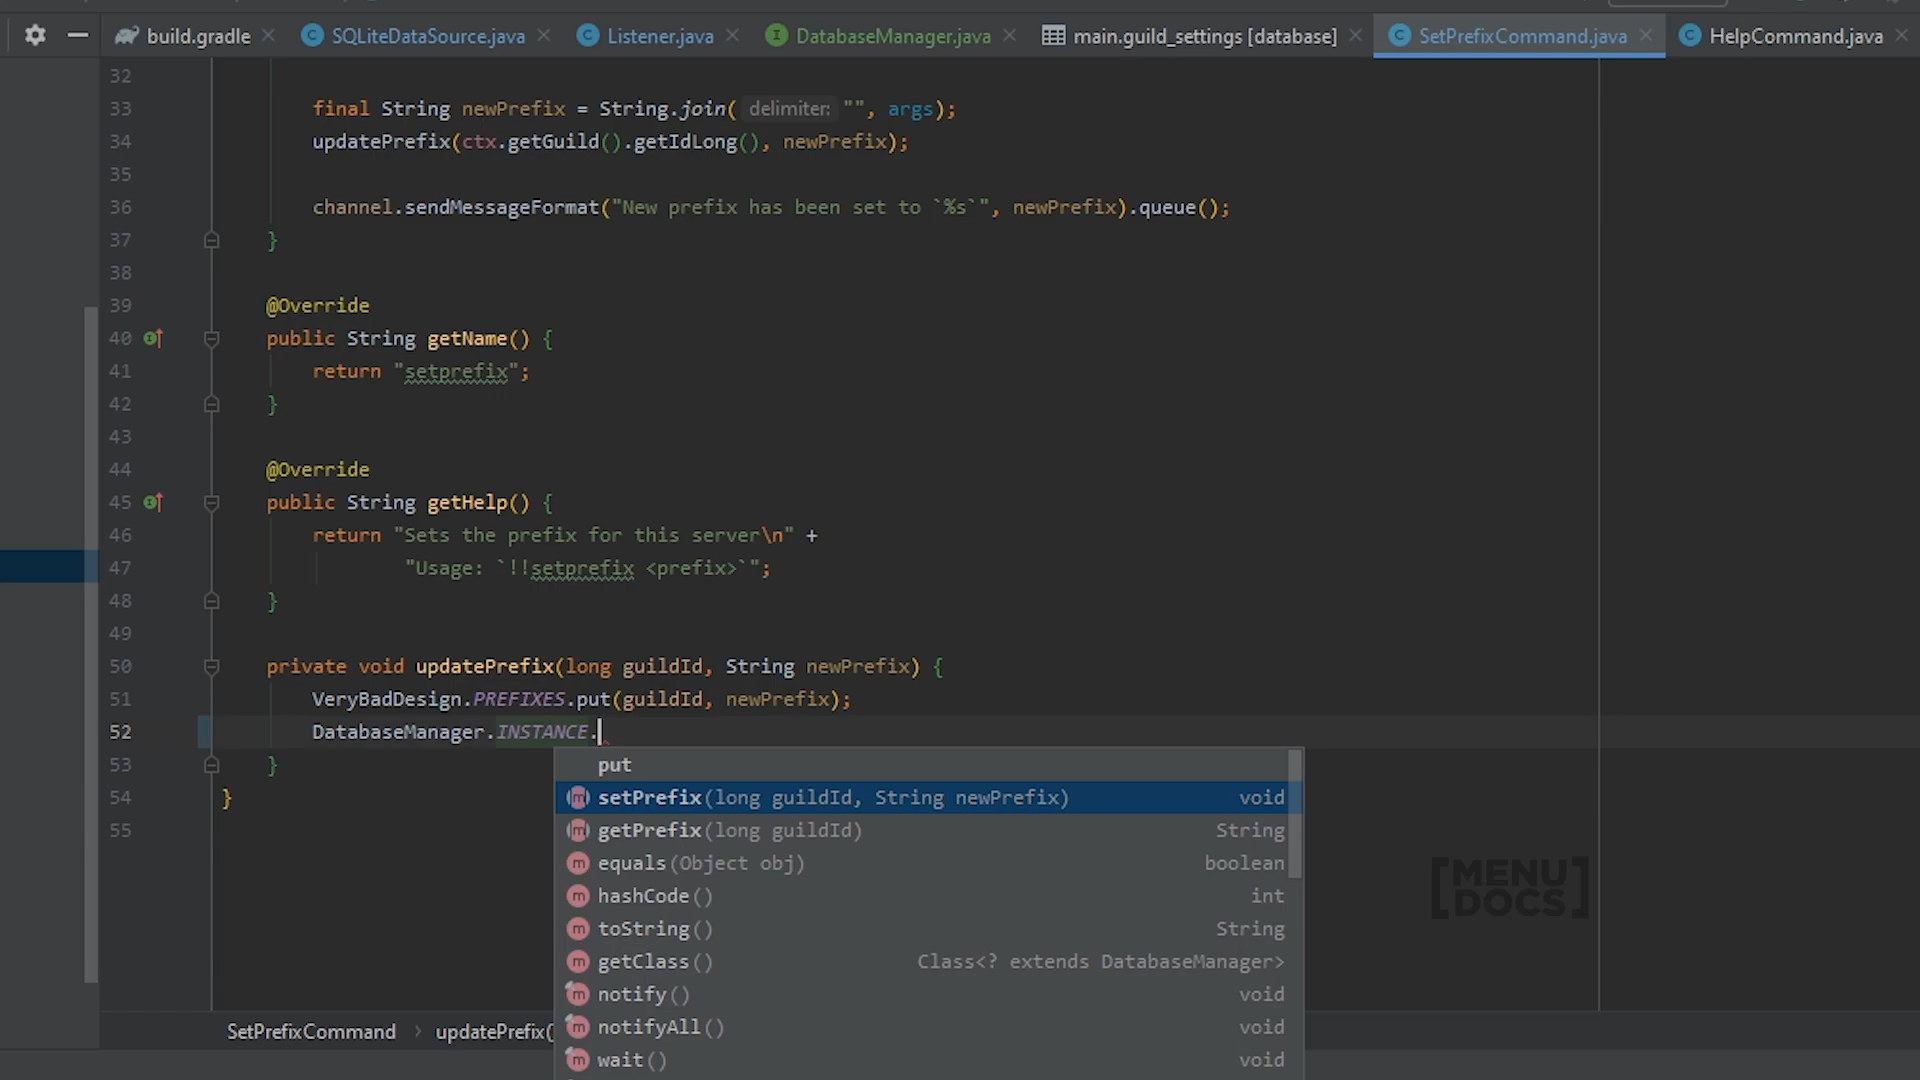 build.gradle SQLiteDataSource.java Listener.java DatabaseManager.java main.guild_settings [database] SetPrefixCommand.java HelpCommand.java
32
33 final String newPrefix = String.join( delimiter: "", args);
34 updatePrefix(ctx.getGuild().getIdLong(), newPrefix);
35
36 channel.sendMessageFormat("New prefix has been set to `%s`", newPrefix).queue();
37 }
38
39 @Override
40 public String getName() {
41 return "setprefix";
42 }
43
44 @Override
45 public String getHelp() {
46 return "Sets the prefix for this server\n" +
47 "Usage: `!!setprefix <prefix>`";
48 }
49
50 private void updatePrefix(long guildId, String newPrefix) {
51 VeryBadDesign.PREFIXES.put(guildId, newPrefix);
52 DatabaseManager.INSTANCE.
53 }
54 }
55
put
setPrefix(long guildId, String newPrefix) void
getPrefix(long guildId) String
equals(Object obj) boolean
hashCode() int
toString() String
getClass() Class<? extends DatabaseManager>
notify() void
notifyAll() void
wait() void
[MENU
DOCS]
SetPrefixCommand › updatePrefix(